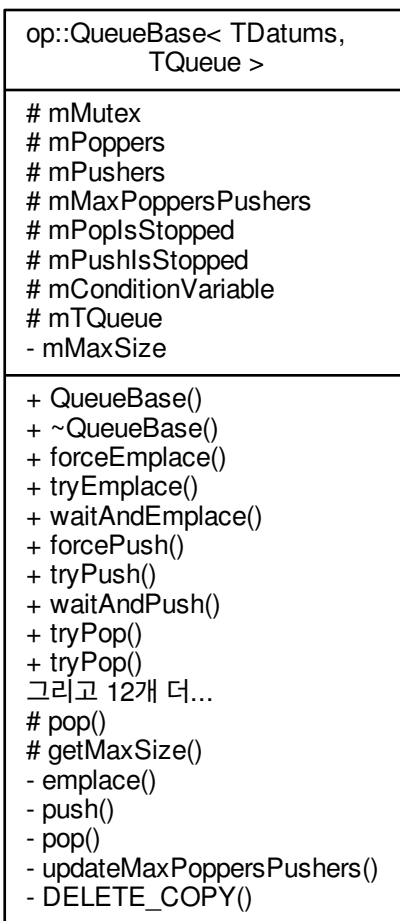 op::QueueBase< TDatums,
TQueue >
# mMutex
# mPoppers
# mPushers
# mMaxPoppersPushers
# mPopIsStopped
# mPushIsStopped
# mConditionVariable
# mTQueue
- mMaxSize
+ QueueBase()
+ ~QueueBase()
+ forceEmplace()
+ tryEmplace()
+ waitAndEmplace()
+ forcePush()
+ tryPush()
+ waitAndPush()
+ tryPop()
+ tryPop()
그리고 12개 더...
# pop()
# getMaxSize()
- emplace()
- push()
- pop()
- updateMaxPoppersPushers()
- DELETE_COPY()